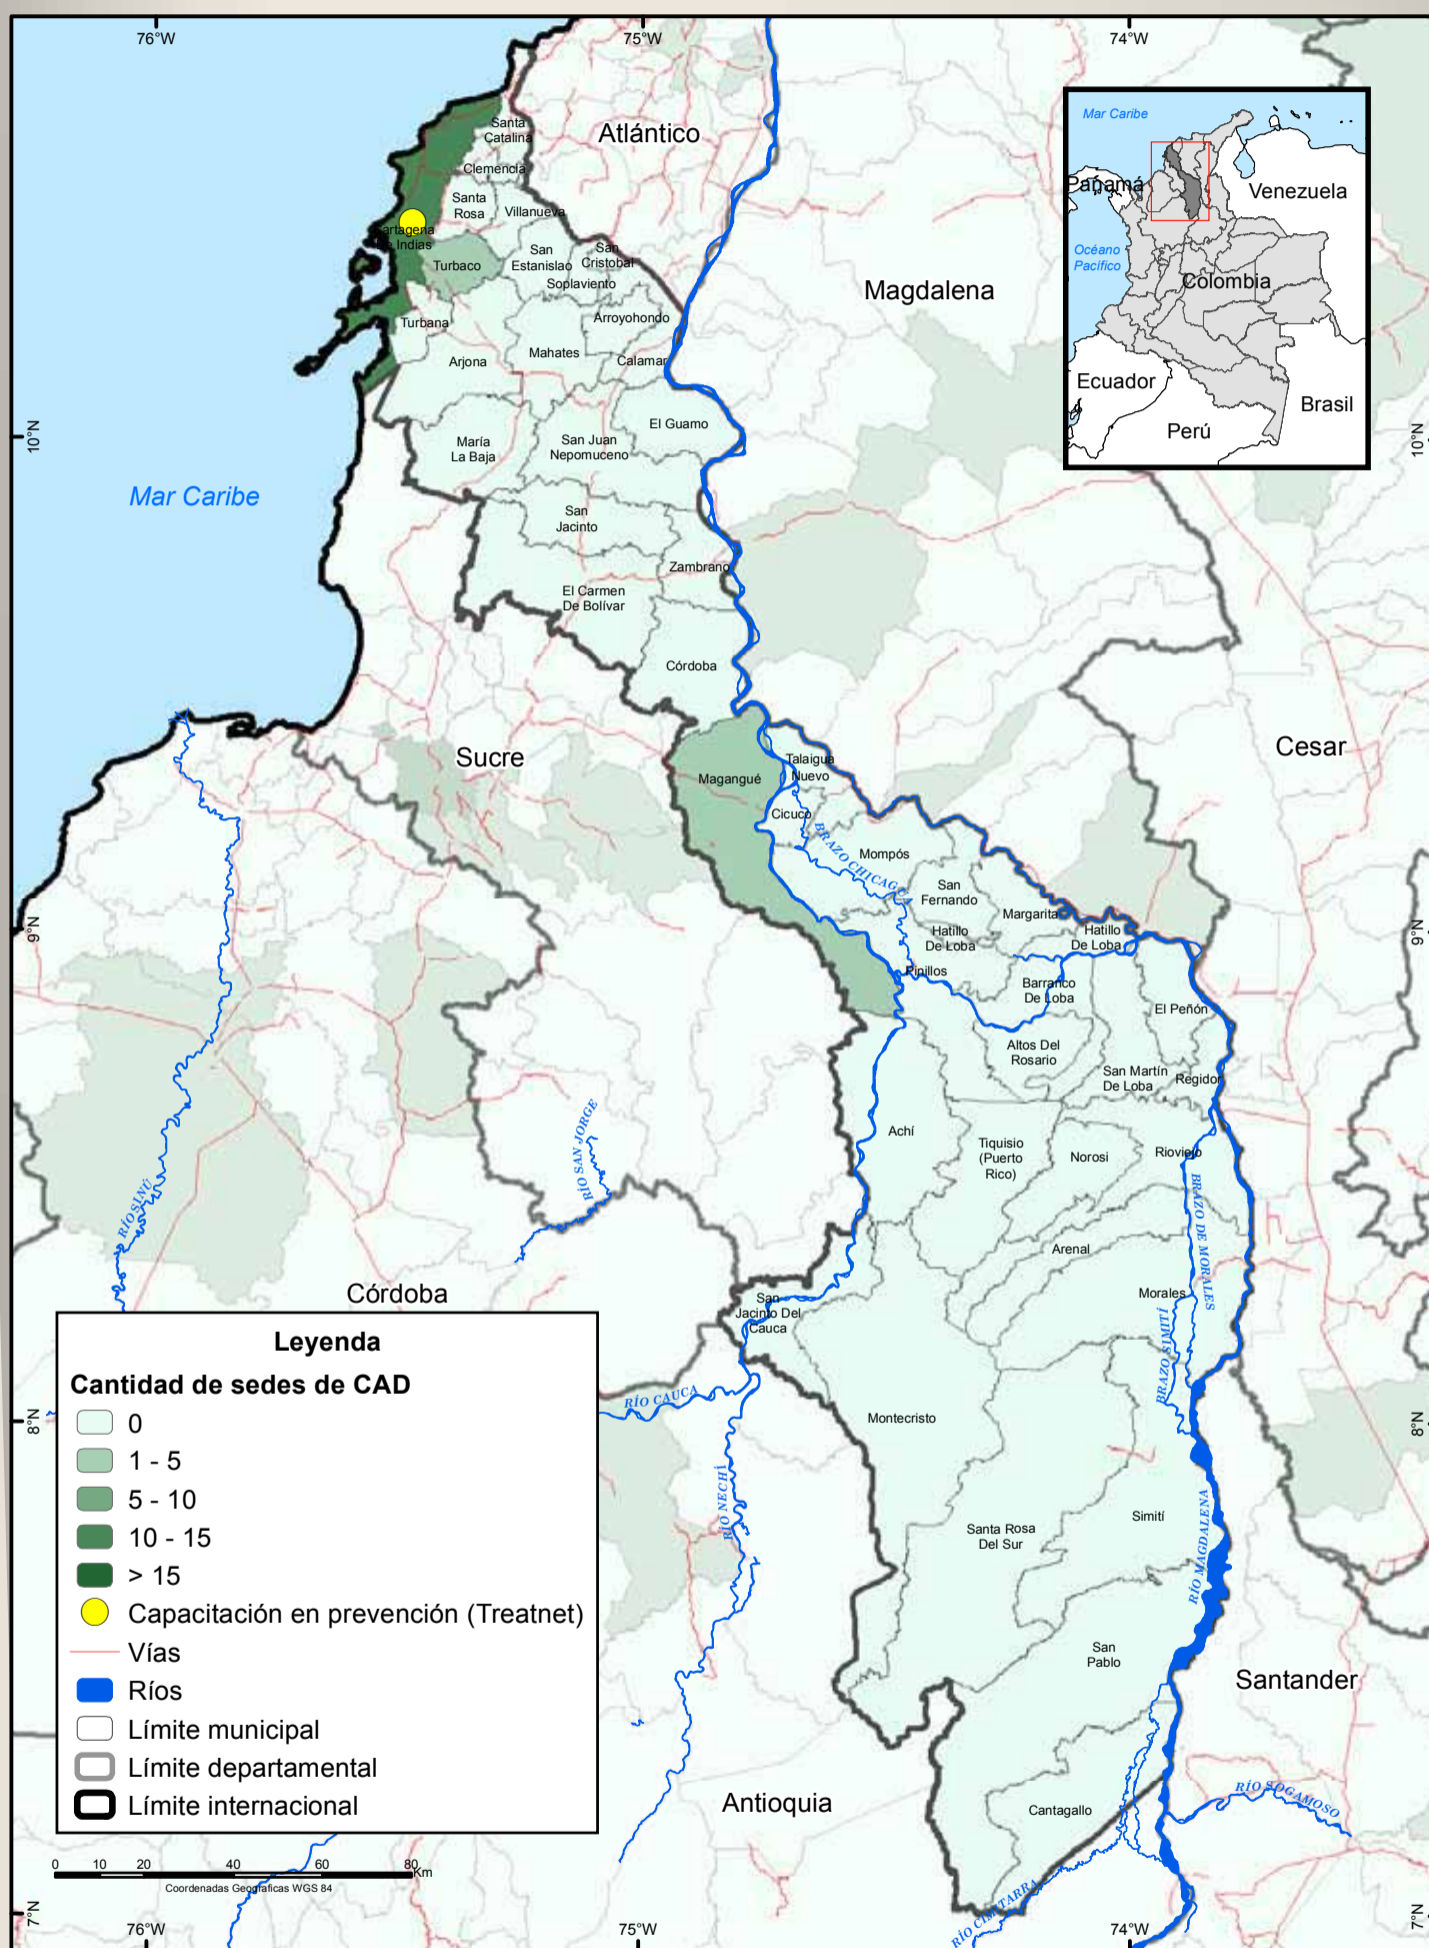 76°W
75°W
74°W
Mar Caribe
Panamá
Venezuela
Océano
Pacífico
Colombia
Ecuador
Perú
Brasil
Atlántico
Magdalena
Santa
Catalina
Clemencia
Santa
Rosa
Villanueva
Cartagena
De Indias
Turbaco
San
Estanislao
San
Cristobal
Soplaviento
Turbana
Arroyohondo
Arjona
Mahates
Calamar
10°N
10°N
María
La Baja
San Juan
Nepomuceno
El Guamo
Mar Caribe
San
Jacinto
Zambrano
El Carmen
De Bolívar
Córdoba
Sucre
Cesar
Magangué
Talaigua
Nuevo
Cicuco
BRAZO CHICAGUA
Mompós
San
Fernando
Margarita
Hatillo
De Loba
Hatillo
De Loba
9°N
9°N
Pinillos
Barranco
De Loba
El Peñón
Altos Del
Rosario
San Martín
De Loba
Regidor
Achí
Tiquisio
(Puerto
Rico)
Norosi
Rioviejo
RÍO SAN JORGE
RÍO SINÚ
BRAZO DE MORALES
Arenal
Morales
BRAZO SIMITÍ
Córdoba
San
Jacinto Del
Cauca
RÍO CAUCA
Montecristo
8°N
8°N
RÍO NECHÍ
Santa Rosa
Del Sur
Simití
RÍO MAGDALENA
San
Pablo
Santander
Antioquia
Cantagallo
RÍO SOGAMOSO
RÍO CIMITARRA
Leyenda
Cantidad de sedes de CAD
0
1 - 5
5 - 10
10 - 15
> 15
Capacitación en prevención (Treatnet)
Vías
Ríos
Límite municipal
Límite departamental
Límite internacional
0 10 20 40 60 80 Km
Coordenadas Geográficas WGS 84
7°N
7°N
76°W
75°W
74°W